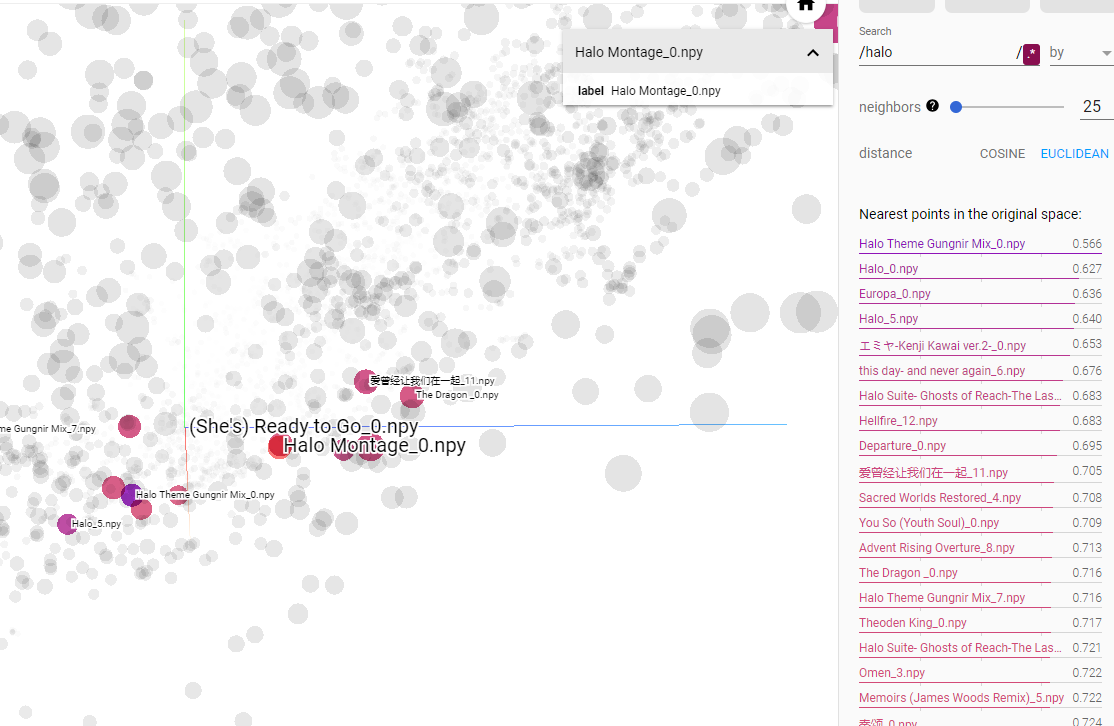 Halo Montage_0.npy
label Halo Montage_0.npy
爱曾经让我们在一起_11.npy
The Dragon _0.npy
(She's) Ready to Go_0.npy
me Gungnir Mix_7.npy
Halo Montage_0.npy
Halo Theme Gungnir Mix_0.npy
Halo_5.npy
Search
/halo / .* by
neighbors ? 25
distance COSINE EUCLIDEAN
Nearest points in the original space:
Halo Theme Gungnir Mix_0.npy 0.566
Halo_0.npy 0.627
Europa_0.npy 0.636
Halo_5.npy 0.640
エミヤ-Kenji Kawai ver.2-_0.npy 0.653
this day- and never again_6.npy 0.676
Halo Suite- Ghosts of Reach-The Las... 0.683
Hellfire_12.npy 0.683
Departure_0.npy 0.695
爱曾经让我们在一起_11.npy 0.705
Sacred Worlds Restored_4.npy 0.708
You So (Youth Soul)_0.npy 0.709
Advent Rising Overture_8.npy 0.713
The Dragon _0.npy 0.716
Halo Theme Gungnir Mix_7.npy 0.716
Theoden King_0.npy 0.717
Halo Suite- Ghosts of Reach-The Las... 0.721
Omen_3.npy 0.722
Memoirs (James Woods Remix)_5.npy 0.722
_0.npy 0.724